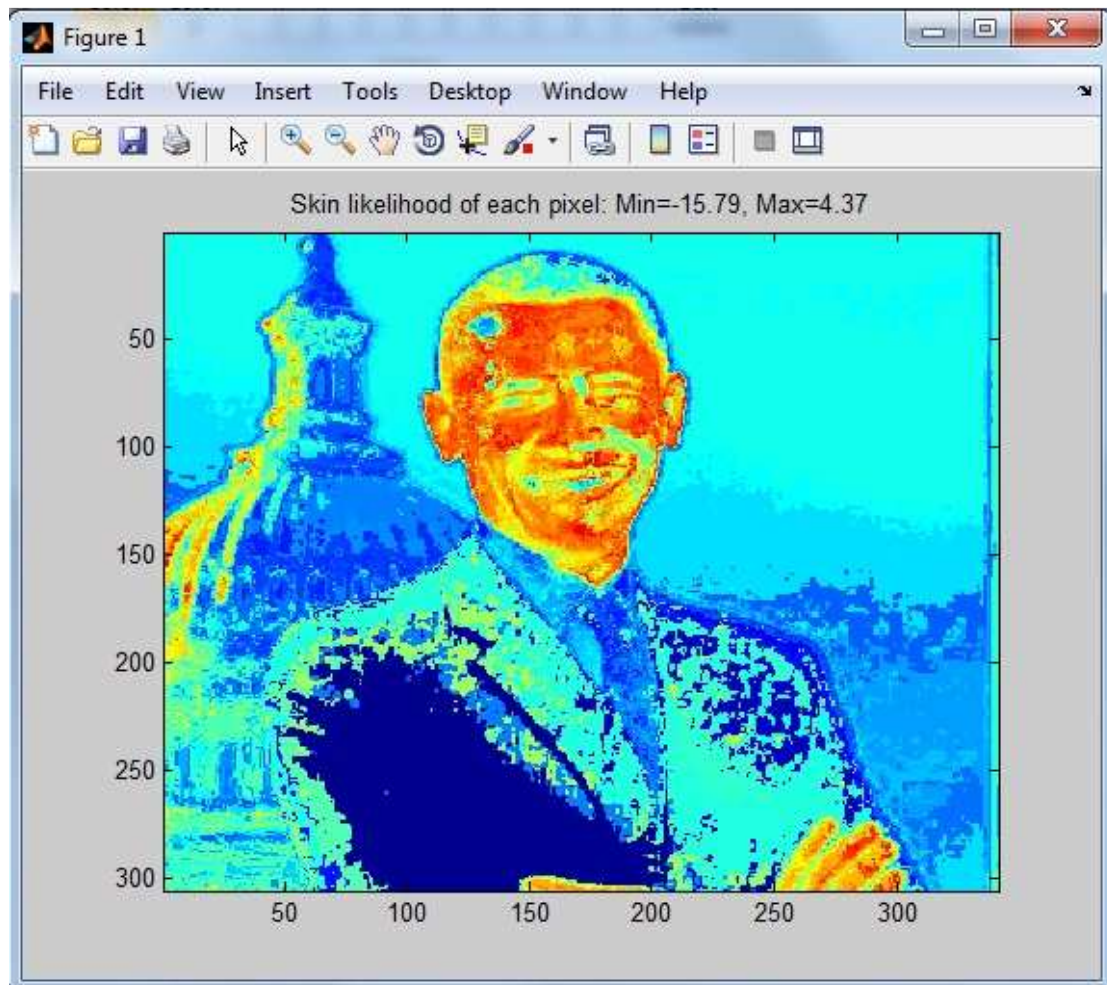 Figure 1
File Edit View Insert Tools Desktop Window Help
Skin likelihood of each pixel: Min=-15.79, Max=4.37
50
100
150
200
250
300
50 100 150 200 250 300